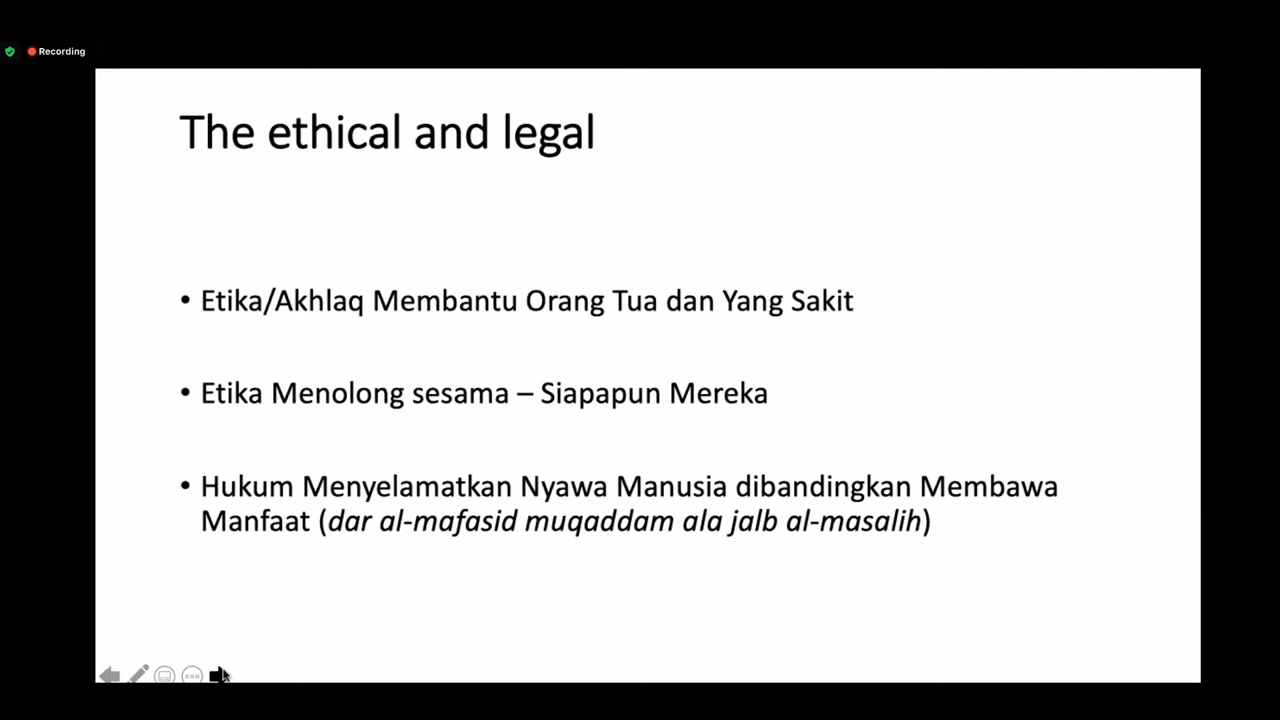 Recording
The ethical and legal
• Etika/Akhlaq Membantu Orang Tua dan Yang Sakit
• Etika Menolong sesama – Siapapun Mereka
• Hukum Menyelamatkan Nyawa Manusia dibandingkan Membawa
Manfaat (dar al-mafasid muqaddam ala jalb al-masalih)